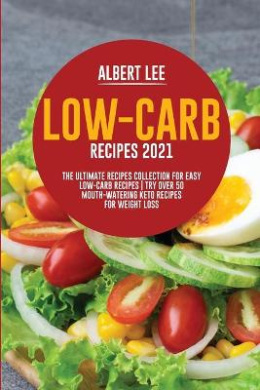 ALBERT LEE
LOW-CARB
RECIPES 2021
THE ULTIMATE RECIPES COLLECTION FOR EASY
LOW-CARB RECIPES | TRY OVER 50
MOUTH-WATERING KETO RECIPES
FOR WEIGHT LOSS